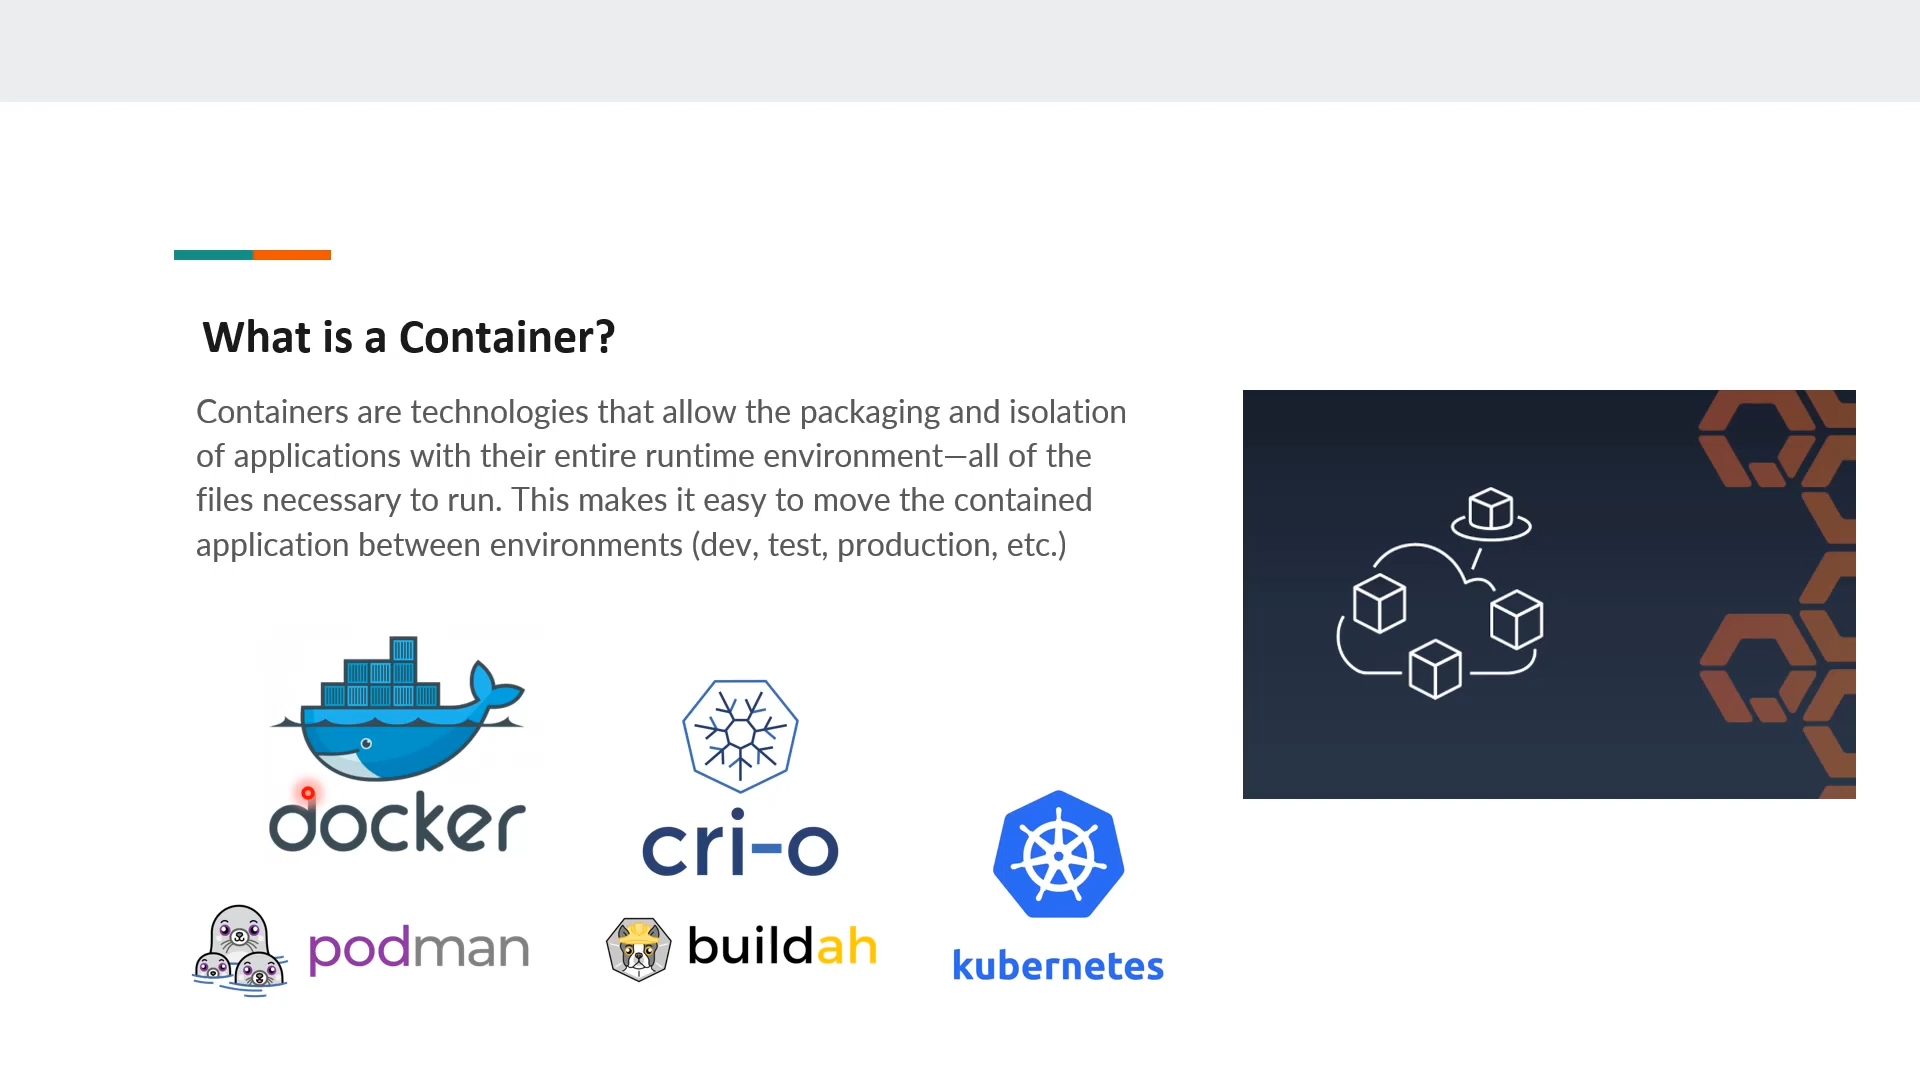 What is a Container?
Containers are technologies that allow the packaging and isolation
of applications with their entire runtime environment—all of the
files necessary to run. This makes it easy to move the contained
application between environments (dev, test, production, etc.)
docker
cri-o
podman
buildah
kubernetes